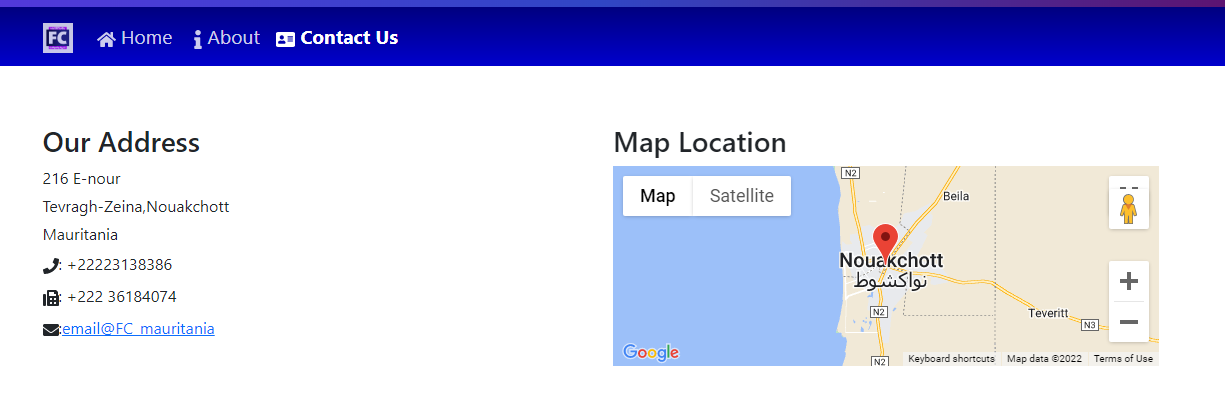 FC Home About Contact Us
Our Address
216 E-nour
Tevragh-Zeina,Nouakchott
Mauritania
: +22223138386
: +222 36184074
:email@FC_mauritania
Map Location
Map Satellite
N2
Beila
Nouakchott
نواكشوط
N2
Teveritt
N3
N2
Google
Keyboard shortcuts Map data ©2022 Terms of Use